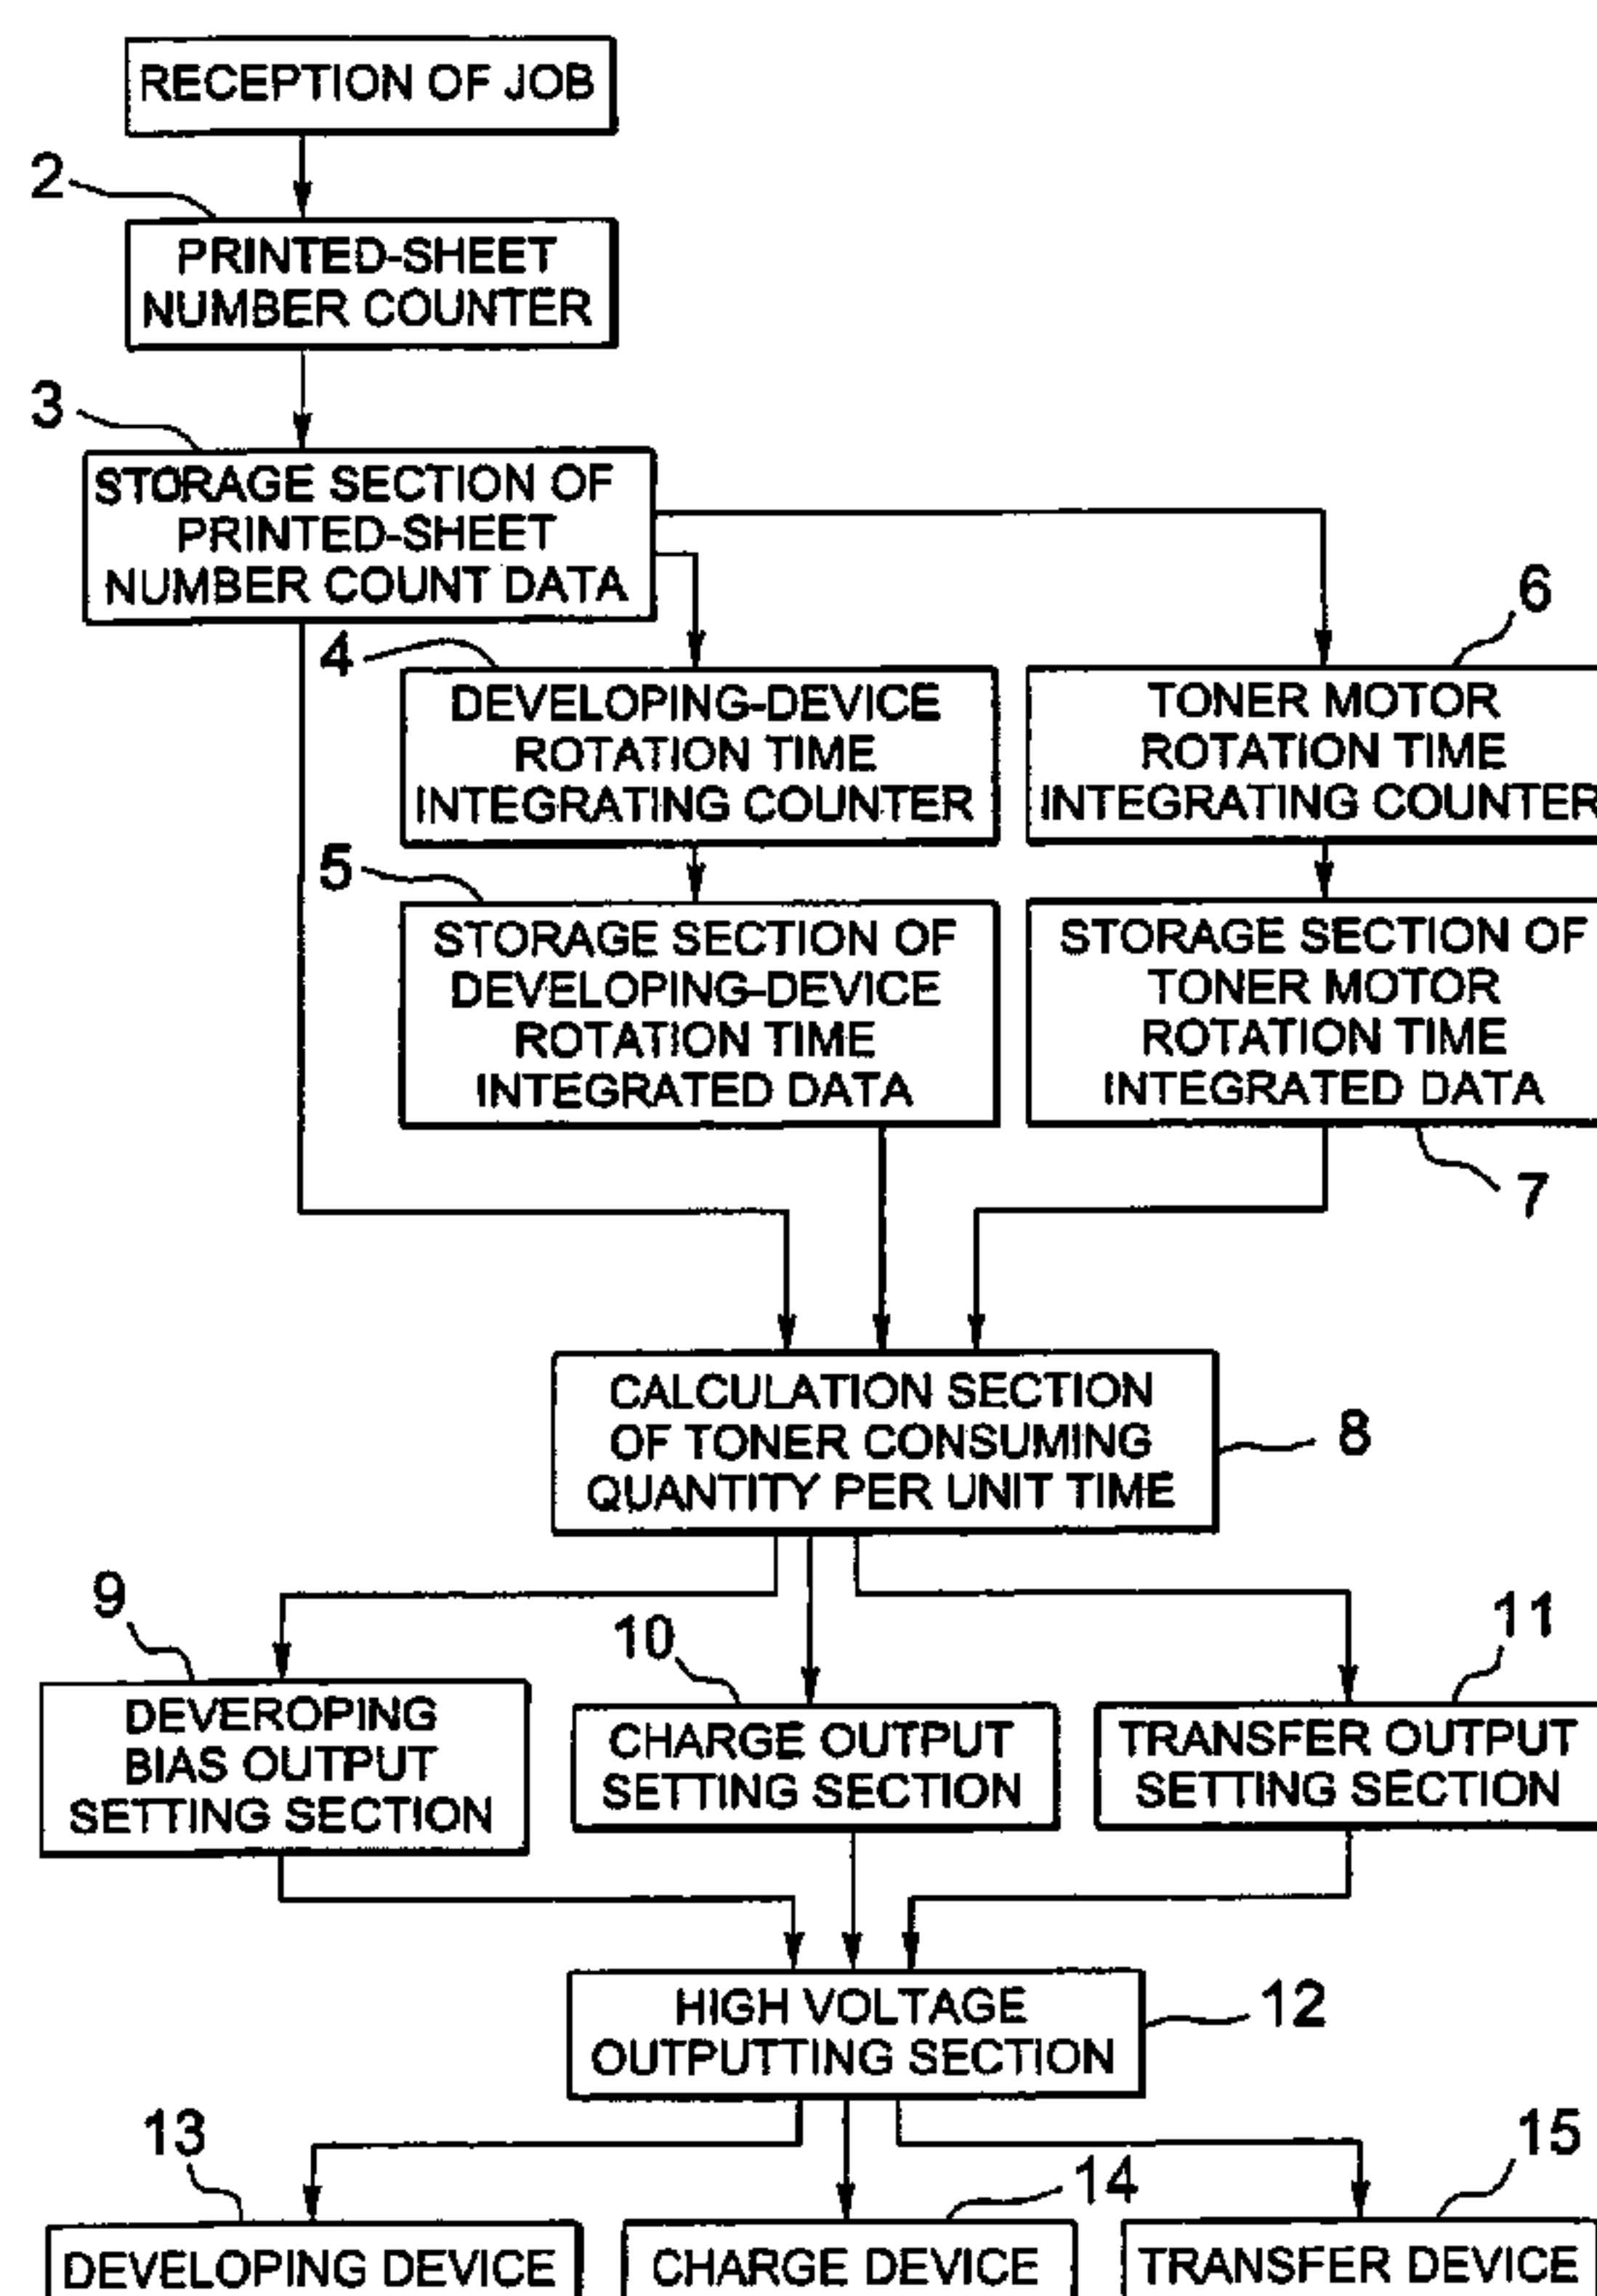 RECEPTION OF JOB
2
PRINTED-SHEET
NUMBER COUNTER
3
STORAGE SECTION OF
PRINTED-SHEET
NUMBER COUNT DATA
4
DEVELOPING-DEVICE
ROTATION TIME
INTEGRATING COUNTER
6
TONER MOTOR
ROTATION TIME
INTEGRATING COUNTER
5
STORAGE SECTION OF
DEVELOPING-DEVICE
ROTATION TIME
INTEGRATED DATA
STORAGE SECTION OF
TONER MOTOR
ROTATION TIME
INTEGRATED DATA
7
CALCULATION SECTION
OF TONER CONSUMING
QUANTITY PER UNIT TIME
8
9
DEVEROPING
BIAS OUTPUT
SETTING SECTION
10
CHARGE OUTPUT
SETTING SECTION
11
TRANSFER OUTPUT
SETTING SECTION
HIGH VOLTAGE
OUTPUTTING SECTION
12
13
DEVELOPING DEVICE
14
CHARGE DEVICE
15
TRANSFER DEVICE